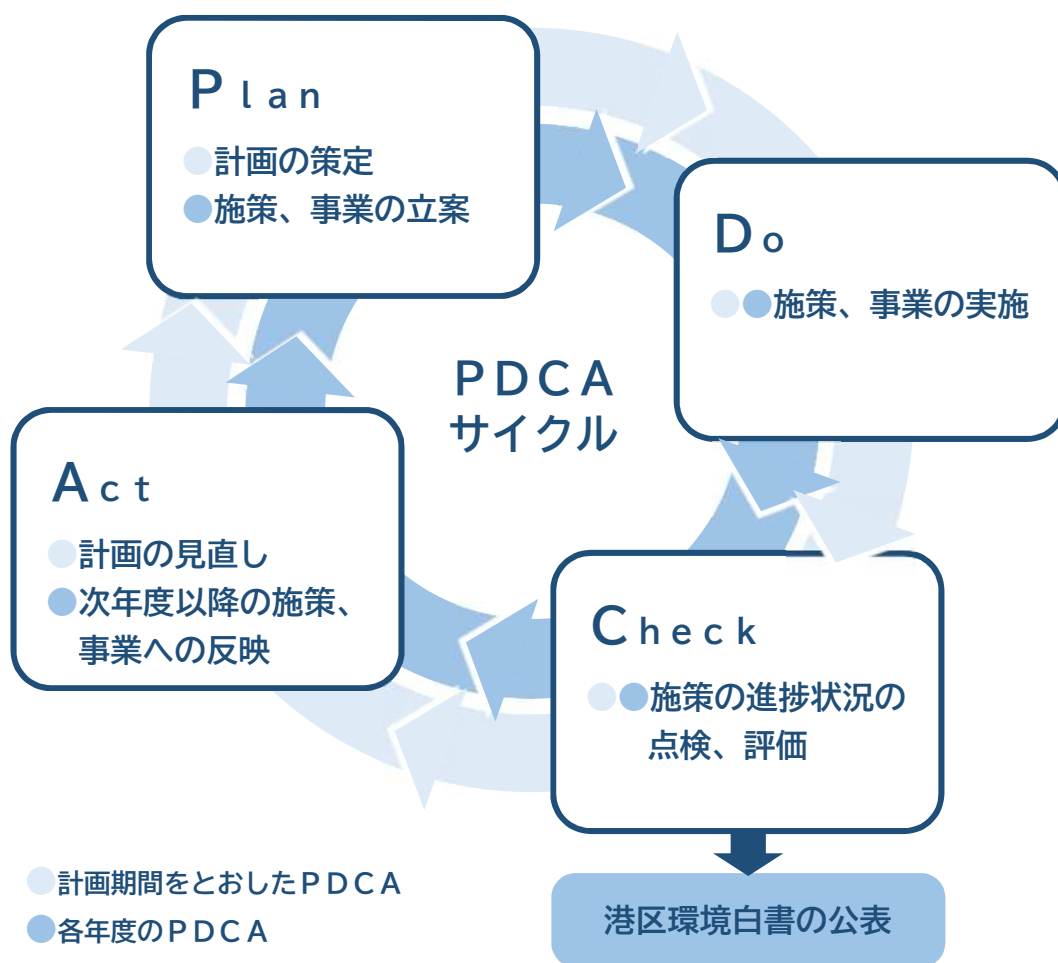 Plan
●計画の策定
●施策、事業の立案
Do
●●施策、事業の実施
PDCA
サイクル
Act
●計画の見直し
●次年度以降の施策、
事業への反映
Check
●●施策の進捗状況の
点検、評価
●計画期間をとおしたPDCA
●各年度のPDCA
港区環境白書の公表